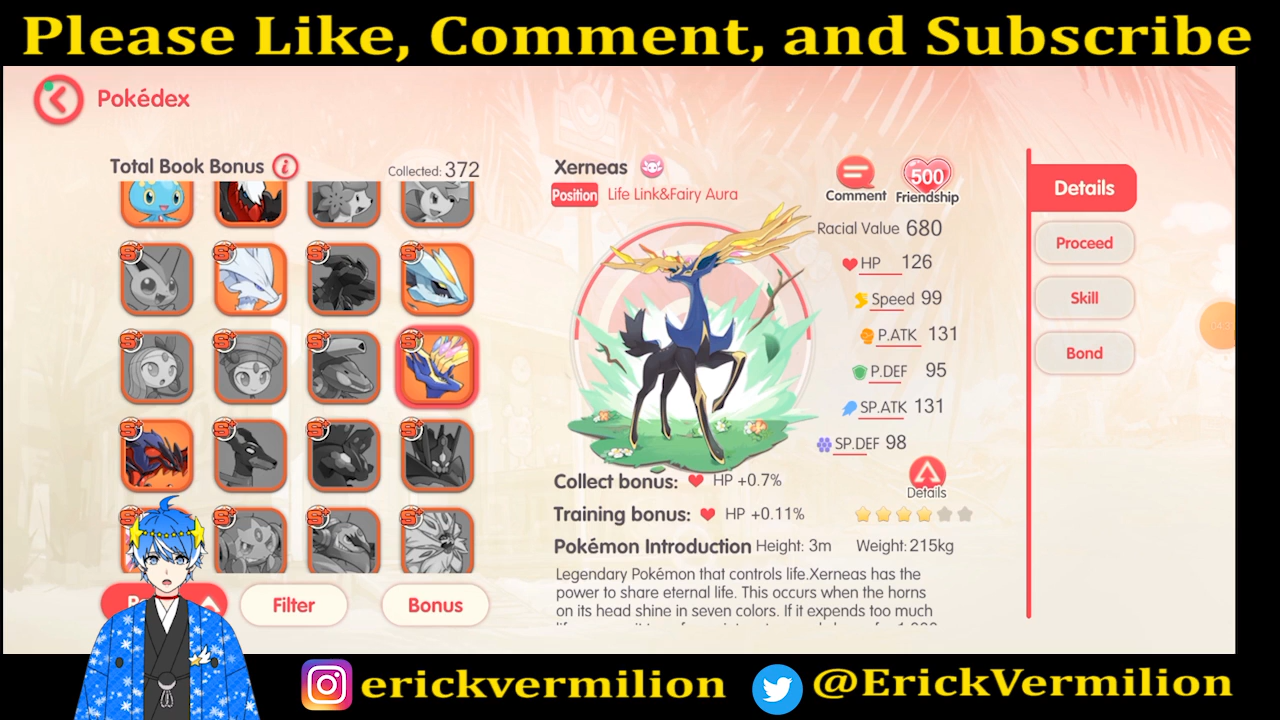 Please Like, Comment, and Subscribe
Pokédex
Total Book Bonus
Collected: 372
Xerneas
Position Life Link&Fairy Aura
Comment
500
Friendship
Racial Value 680
HP 126
Speed 99
P.ATK 131
P.DEF 95
SP.ATK 131
SP.DEF 98
Details
Collect bonus: HP +0.7%
Training bonus: HP +0.11%
Pokémon Introduction Height: 3m Weight: 215kg
Legendary Pokémon that controls life.Xerneas has the
power to share eternal life. This occurs when the horns
on its head shine in seven colors. If it expends too much
Filter
Bonus
Details
Proceed
Skill
Bond
erickvermilion
@ErickVermilion